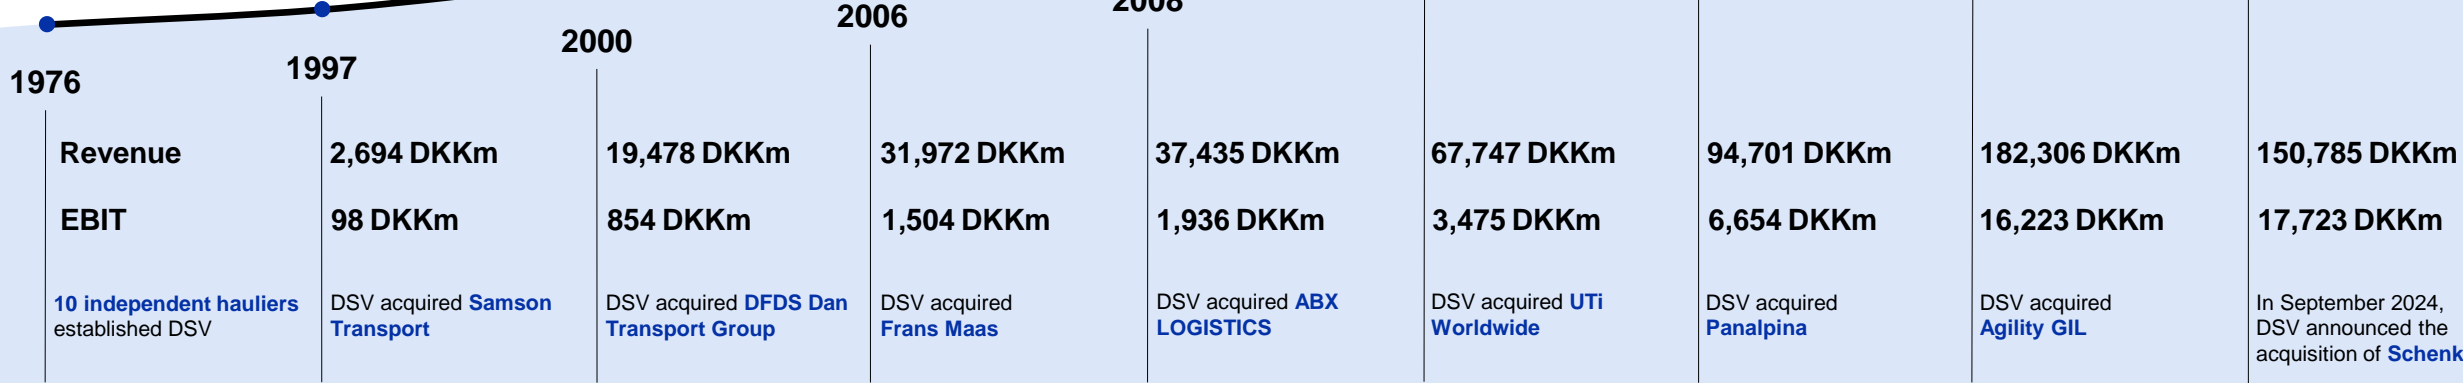 1976
1997
2000
2006
2008
Revenue
2,694 DKKm
19,478 DKKm
31,972 DKKm
37,435 DKKm
67,747 DKKm
94,701 DKKm
182,306 DKKm
150,785 DKKm
EBIT
98 DKKm
854 DKKm
1,504 DKKm
1,936 DKKm
3,475 DKKm
6,654 DKKm
16,223 DKKm
17,723 DKKm
10 independent hauliers
established DSV
DSV acquired Samson
Transport
DSV acquired DFDS Dan
Transport Group
DSV acquired
Frans Maas
DSV acquired ABX
LOGISTICS
DSV acquired UTi
Worldwide
DSV acquired
Panalpina
DSV acquired
Agility GIL
In September 2024,
DSV announced the
acquisition of Schenk